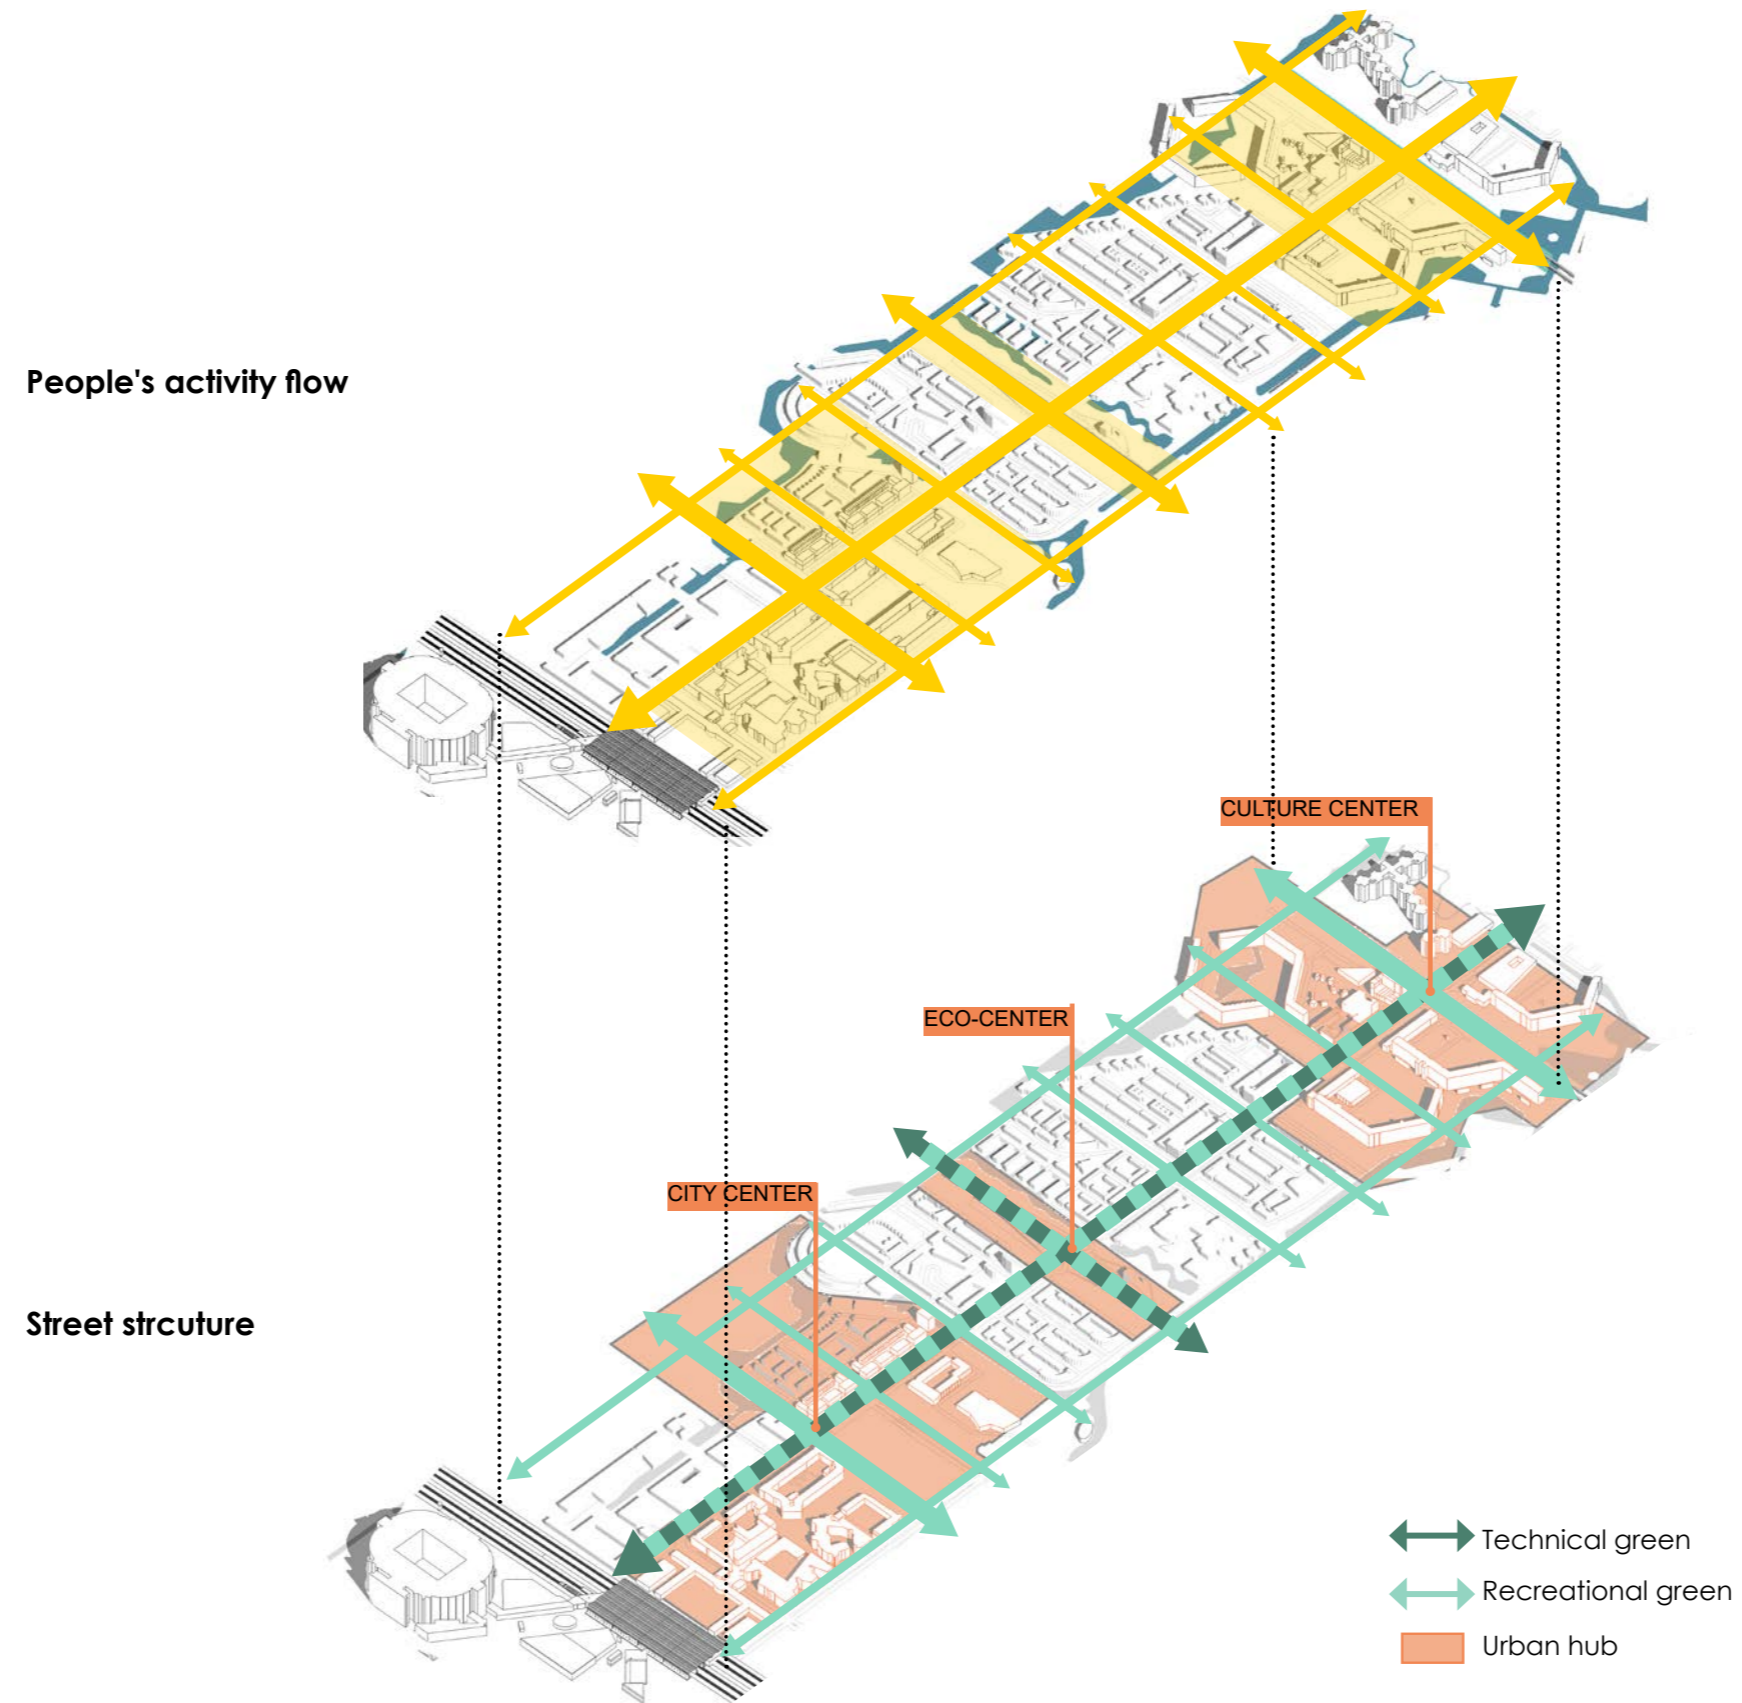 People's activity flow
CULTURE CENTER
ECO-CENTER
CITY CENTER
Street strcuture
Technical green
Recreational green
Urban hub